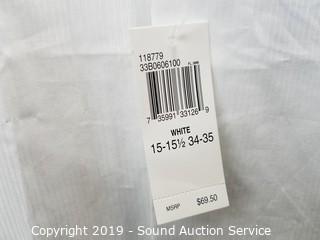 118779
33B0606100
7 35991 33126 9
WHITE
15-15½ 34-35
MSRP $69.50
Copyright 2019 - Sound Auction Service